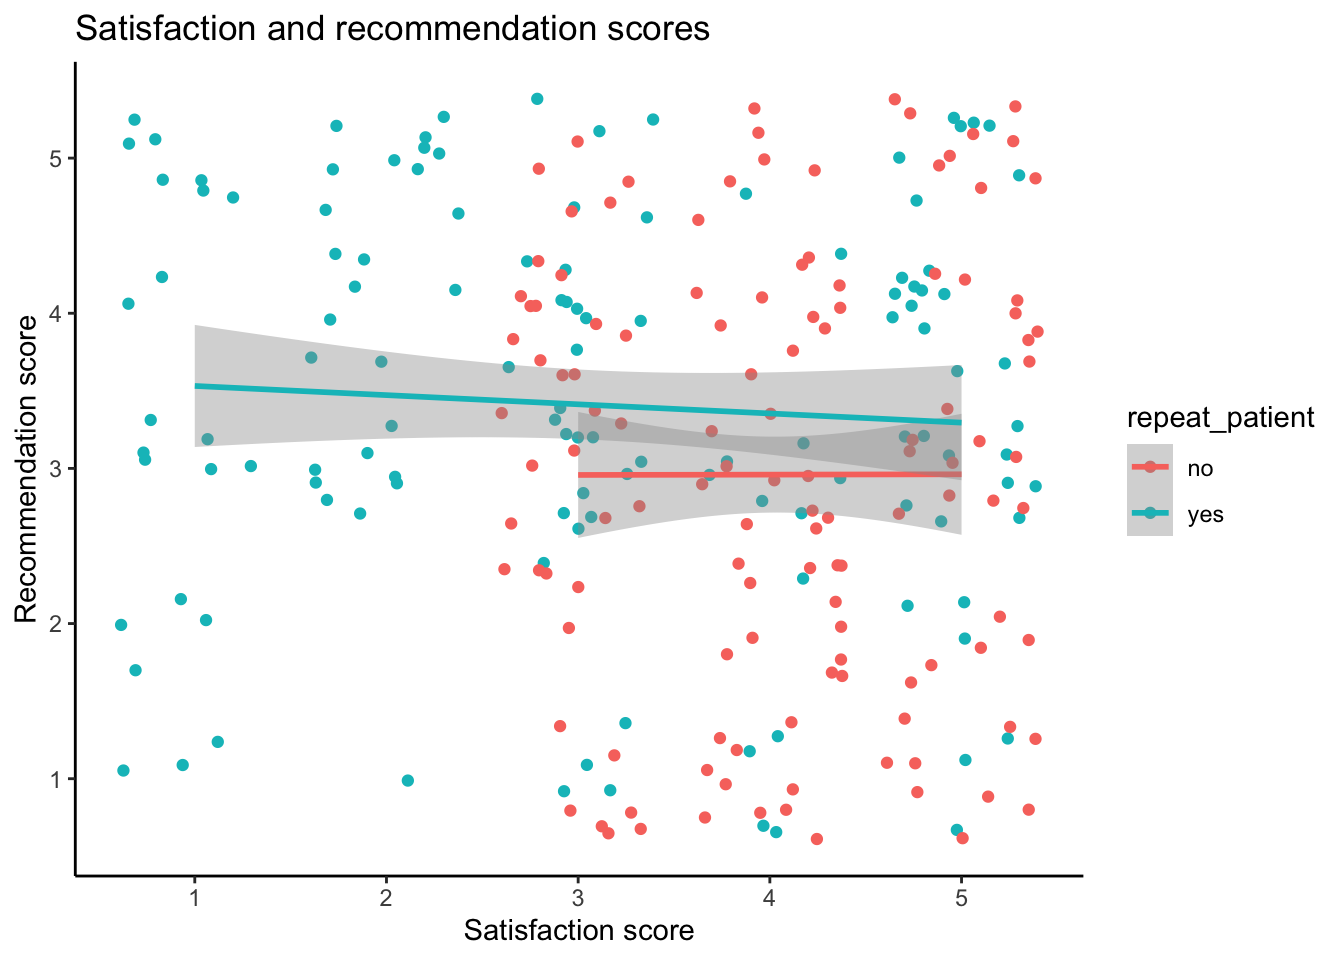 Satisfaction and recommendation scores
Recommendation score
5
4
3
2
1
1 2 3 4 5
Satisfaction score
repeat_patient
no
yes